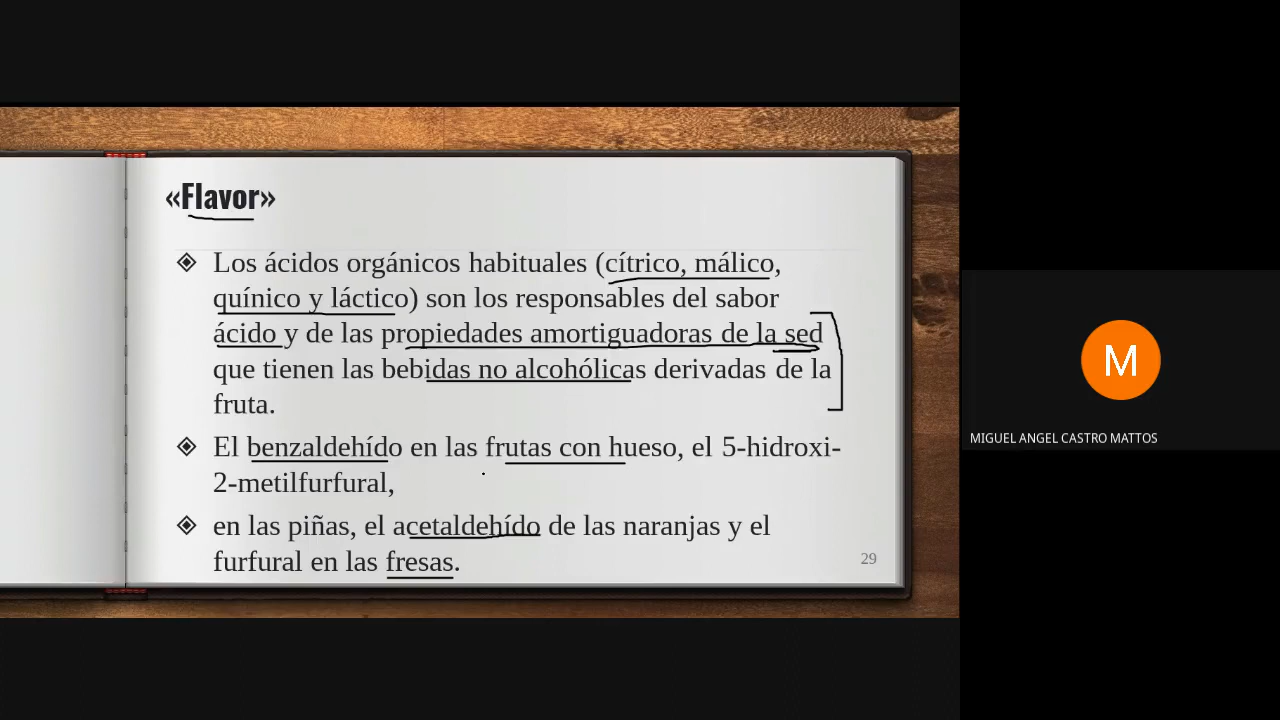 «Flavor»
Los ácidos orgánicos habituales (cítrico, málico,
quínico y láctico) son los responsables del sabor
ácido y de las propiedades amortiguadoras de la sed
que tienen las bebidas no alcohólicas derivadas de la
fruta.
El benzaldehído en las frutas con hueso, el 5-hidroxi-
2-metilfurfural,
en las piñas, el acetaldehído de las naranjas y el
furfural en las fresas.
29
M
MIGUEL ANGEL CASTRO MATTOS